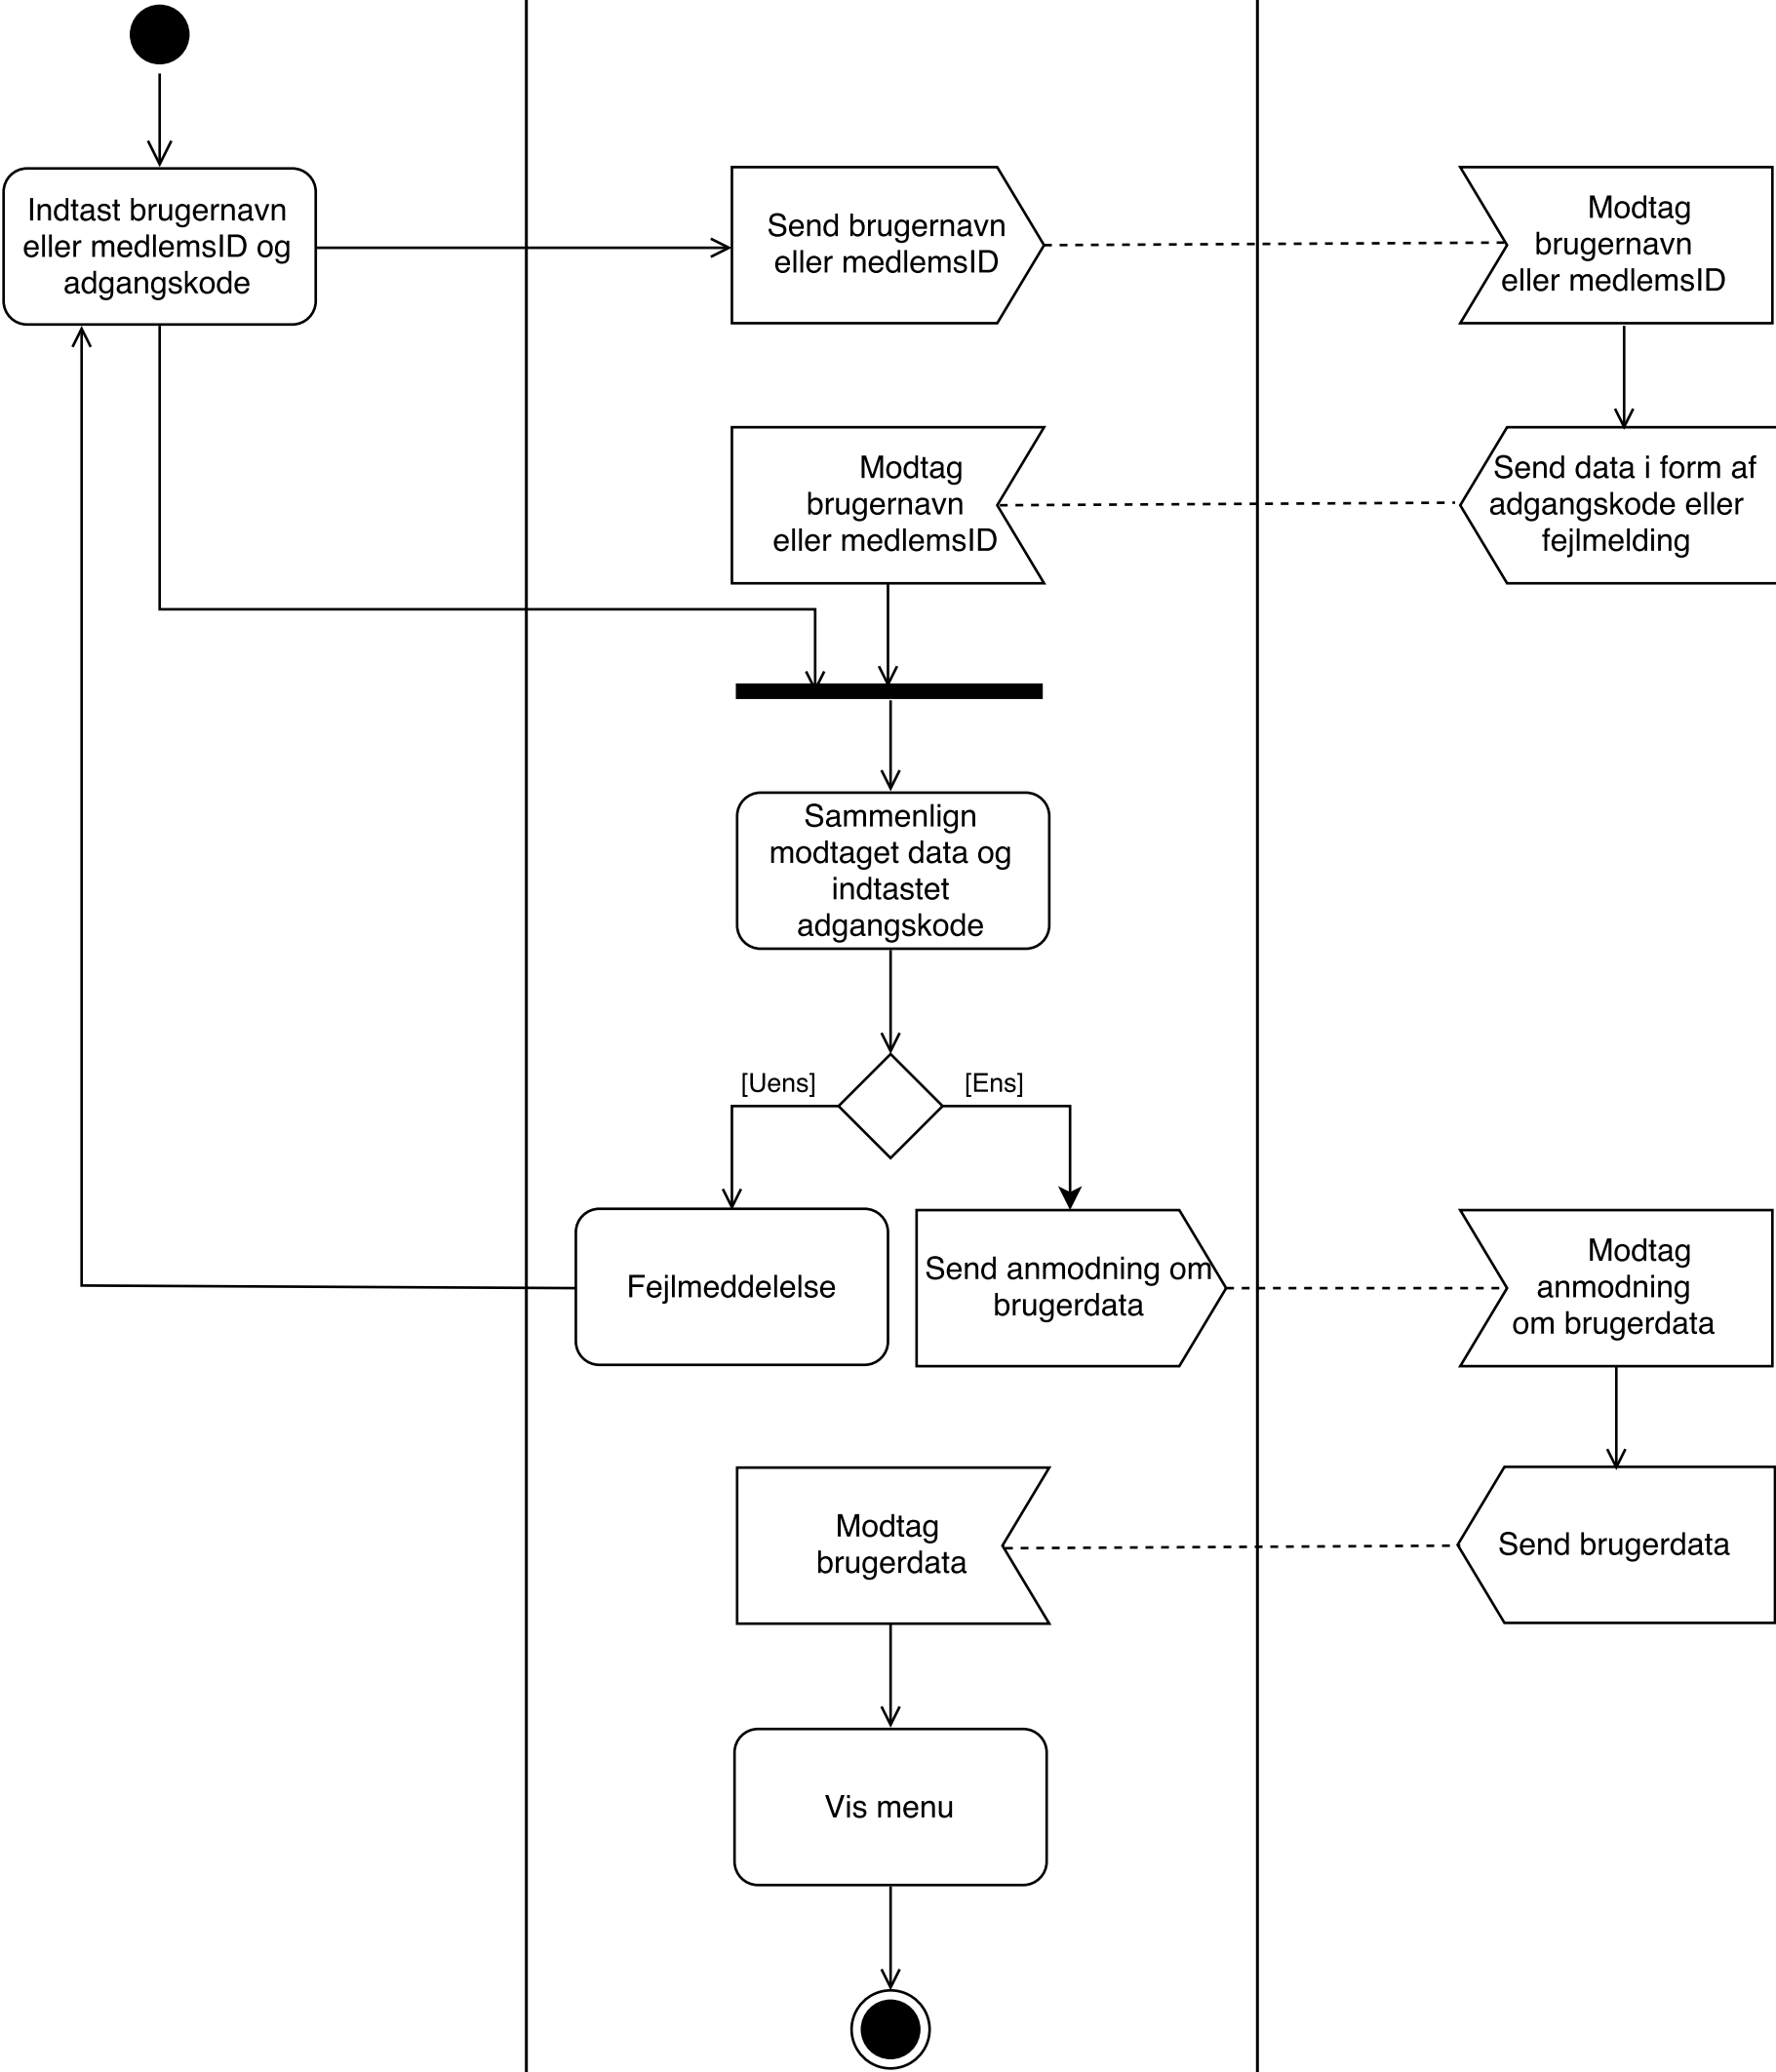 Indtast brugernavn
eller medlemsID og
adgangskode
Send brugernavn
eller medlemsID
Modtag
brugernavn
eller medlemsID
Modtag
brugernavn
eller medlemsID
Send data i form af
adgangskode eller
fejlmelding
Sammenlign
modtaget data og
indtastet
adgangskode
[Uens]
[Ens]
Fejlmeddelelse
Send anmodning om
brugerdata
Modtag
anmodning
om brugerdata
Modtag
brugerdata
Send brugerdata
Vis menu